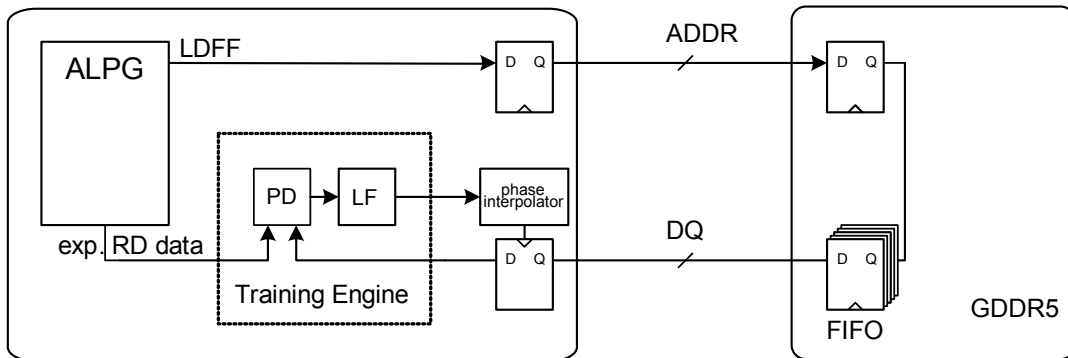 ALPG
LDFF
D Q
ADDR
D Q
PD
LF
phase
interpolator
exp. RD data
D Q
DQ
D Q
Training Engine
FIFO
GDDR5